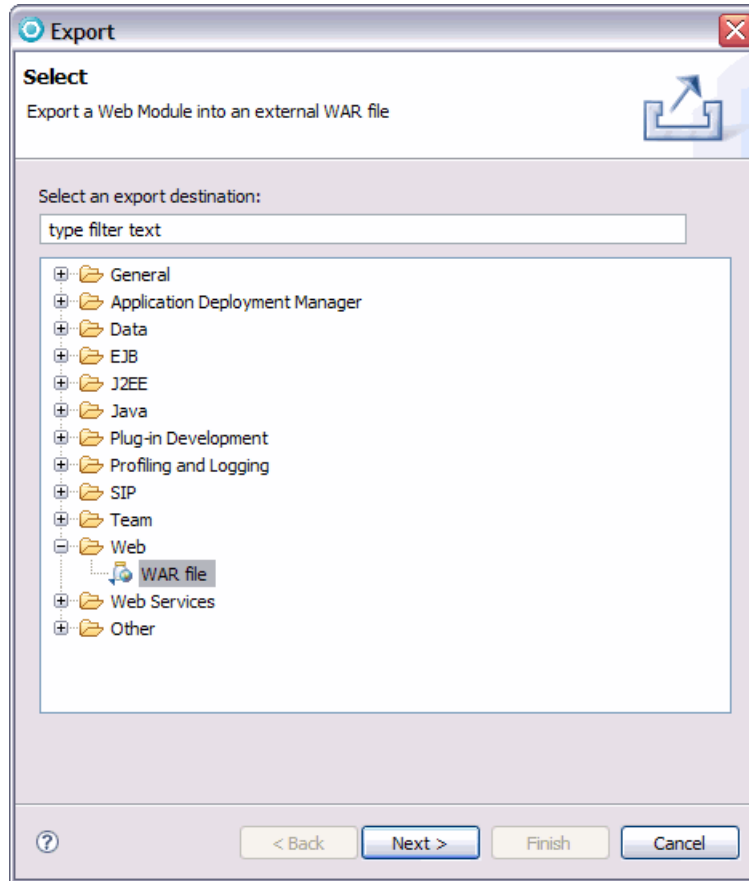 Export
Select
Export a Web Module into an external WAR file
Select an export destination:
type filter text
General
Application Deployment Manager
Data
EJB
J2EE
Java
Plug-in Development
Profiling and Logging
SIP
Team
Web
WAR file
Web Services
Other
? < Back Next > Finish Cancel